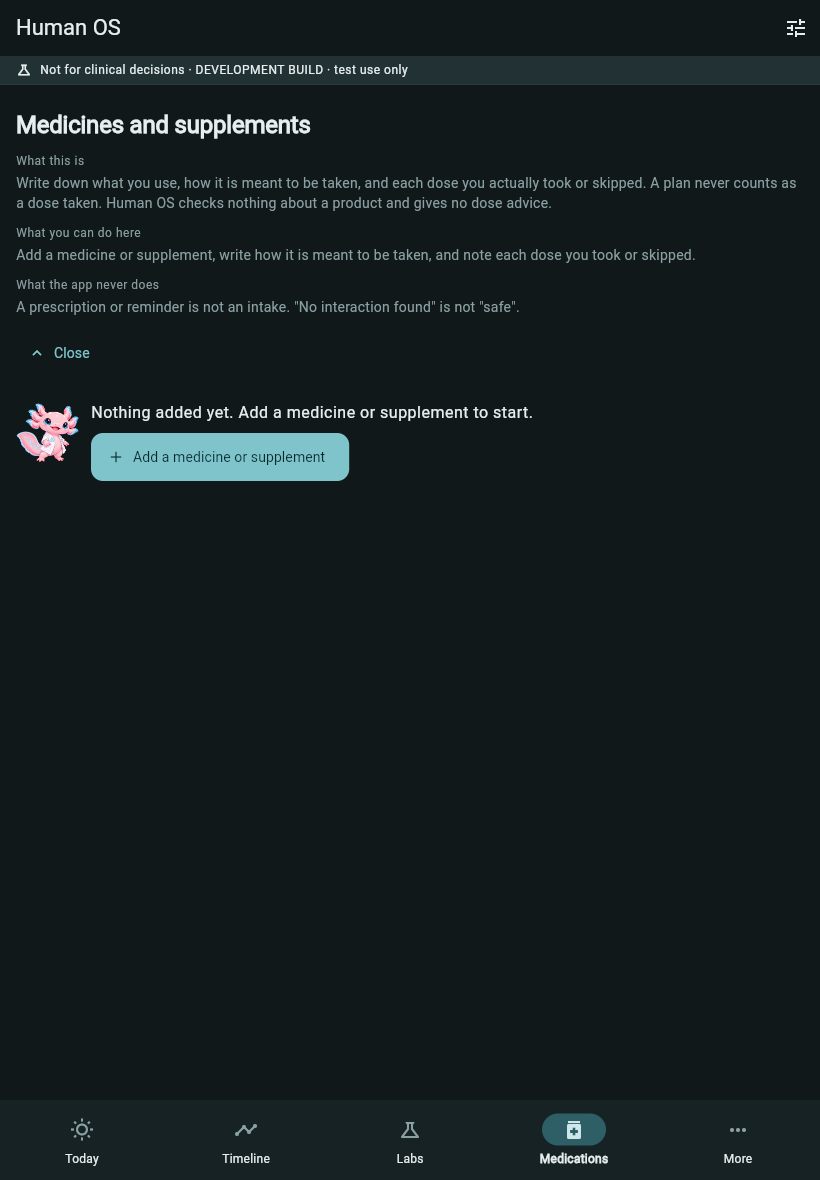 Human OS
Not for clinical decisions · DEVELOPMENT BUILD · test use only
Medicines and supplements
What this is
Write down what you use, how it is meant to be taken, and each dose you actually took or skipped. A plan never counts as
a dose taken. Human OS checks nothing about a product and gives no dose advice.
What you can do here
Add a medicine or supplement, write how it is meant to be taken, and note each dose you took or skipped.
What the app never does
A prescription or reminder is not an intake. "No interaction found" is not "safe".
Close
Nothing added yet. Add a medicine or supplement to start.
Add a medicine or supplement
Today
Timeline
Labs
Medications
More